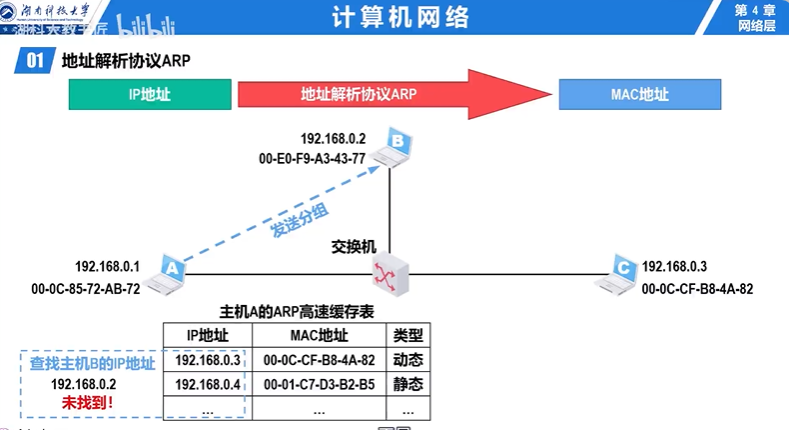 湖南科技大学
计算机网络
第 4 章
网络层
湖科大教书匠 bilibili
01 地址解析协议ARP
IP地址
地址解析协议ARP
MAC地址
192.168.0.2
00-E0-F9-A3-43-77
B
发送分组
交换机
192.168.0.1
00-0C-85-72-AB-72
A
C
192.168.0.3
00-0C-CF-B8-4A-82
主机A的ARP高速缓存表
IP地址 MAC地址 类型
192.168.0.3 00-0C-CF-B8-4A-82 动态
192.168.0.4 00-01-C7-D3-B2-B5 静态
... ... ...
查找主机B的IP地址
192.168.0.2
未找到！